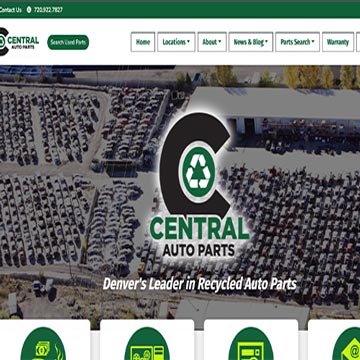 Contact Us 720.922.7827
CENTRAL
AUTO PARTS
Search Used Parts
Home Locations About News & Blog Parts Search Warranty
CENTRAL
AUTO PARTS
Denver's Leader in Recycled Auto Parts